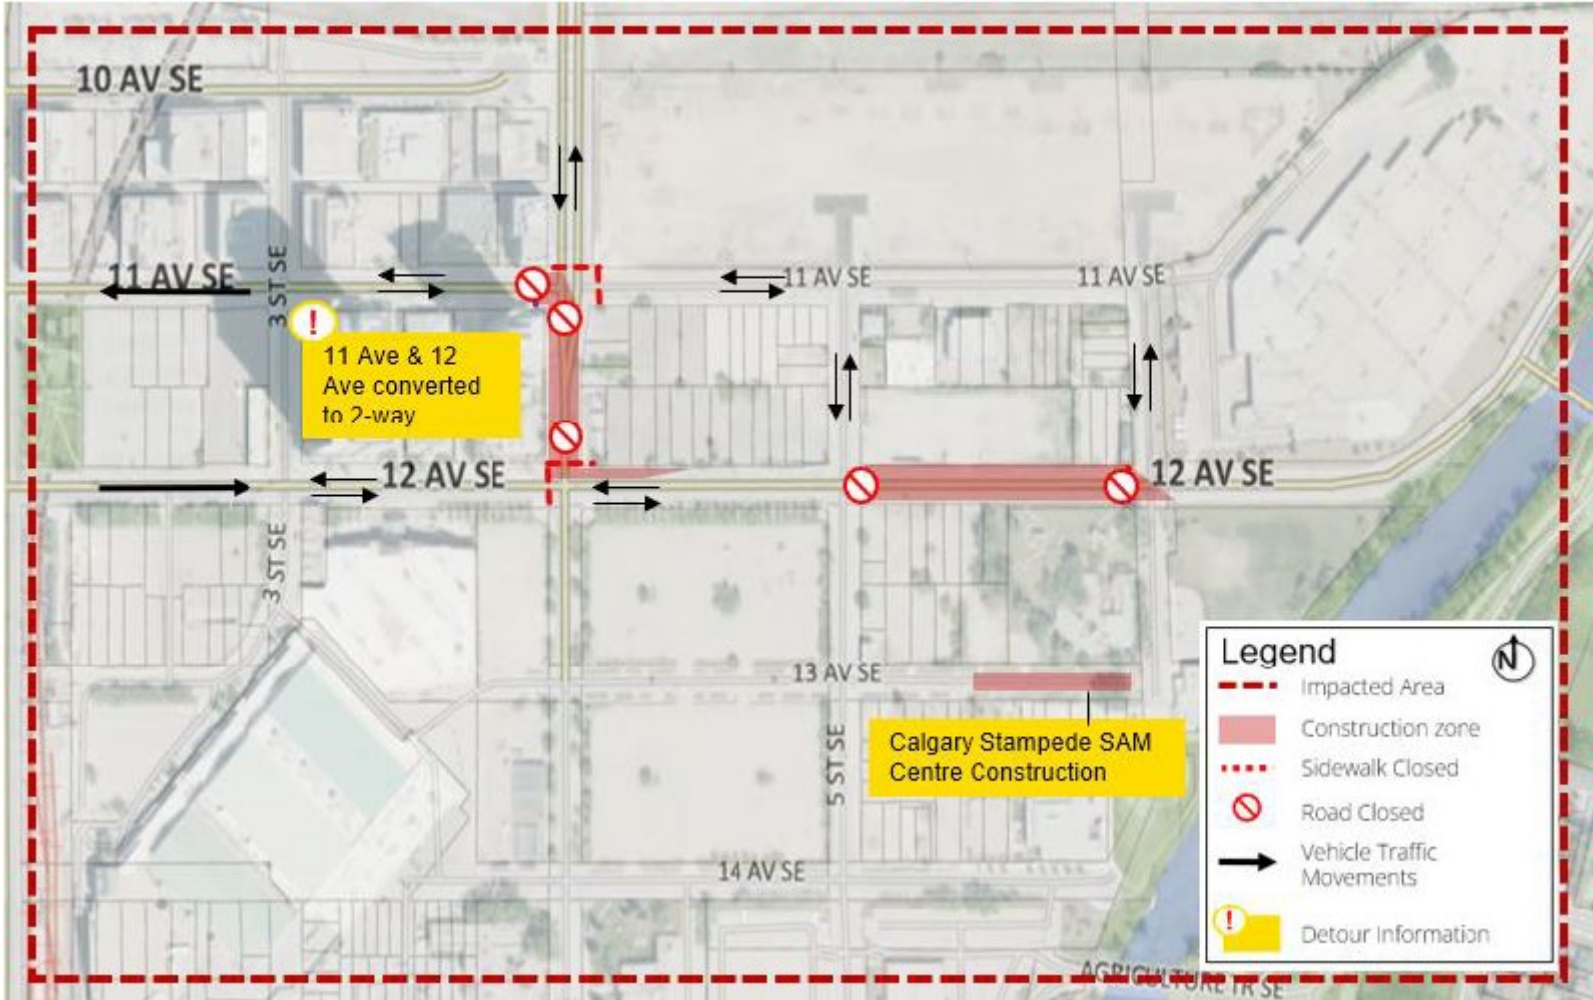 10 AV SE
11 AV SE
3 ST SE
11 AV SE
11 AV SE
!
11 Ave & 12
Ave converted
to 2-way
12 AV SE
12 AV SE
3 ST SE
13 AV SE
Calgary Stampede SAM
Centre Construction
5 ST SE
14 AV SE
AGRICULTURE TR SE
Legend
N
Impacted Area
Construction zone
Sidewalk Closed
Road Closed
Vehicle Traffic
Movements
!
Detour Information